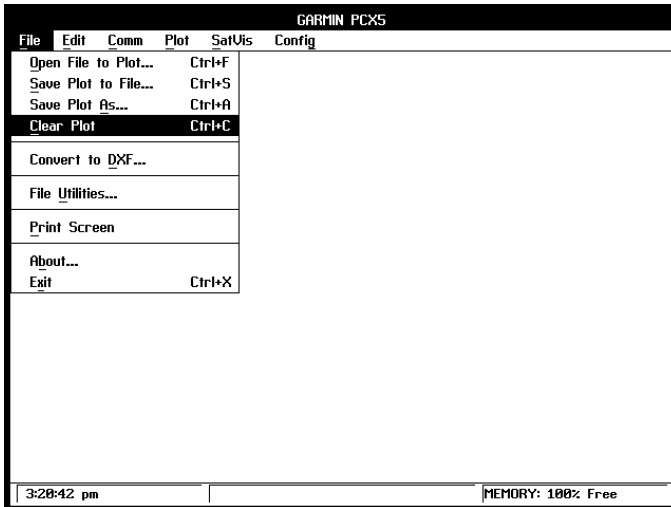 GARMIN PCX5
File Edit Comm Plot SatVis Config
Open File to Plot... Ctrl+F
Save Plot to File... Ctrl+S
Save Plot As... Ctrl+A
Clear Plot Ctrl+C
Convert to DXF...
File Utilities...
Print Screen
About...
Exit Ctrl+X
3:20:42 pm MEMORY: 100% Free